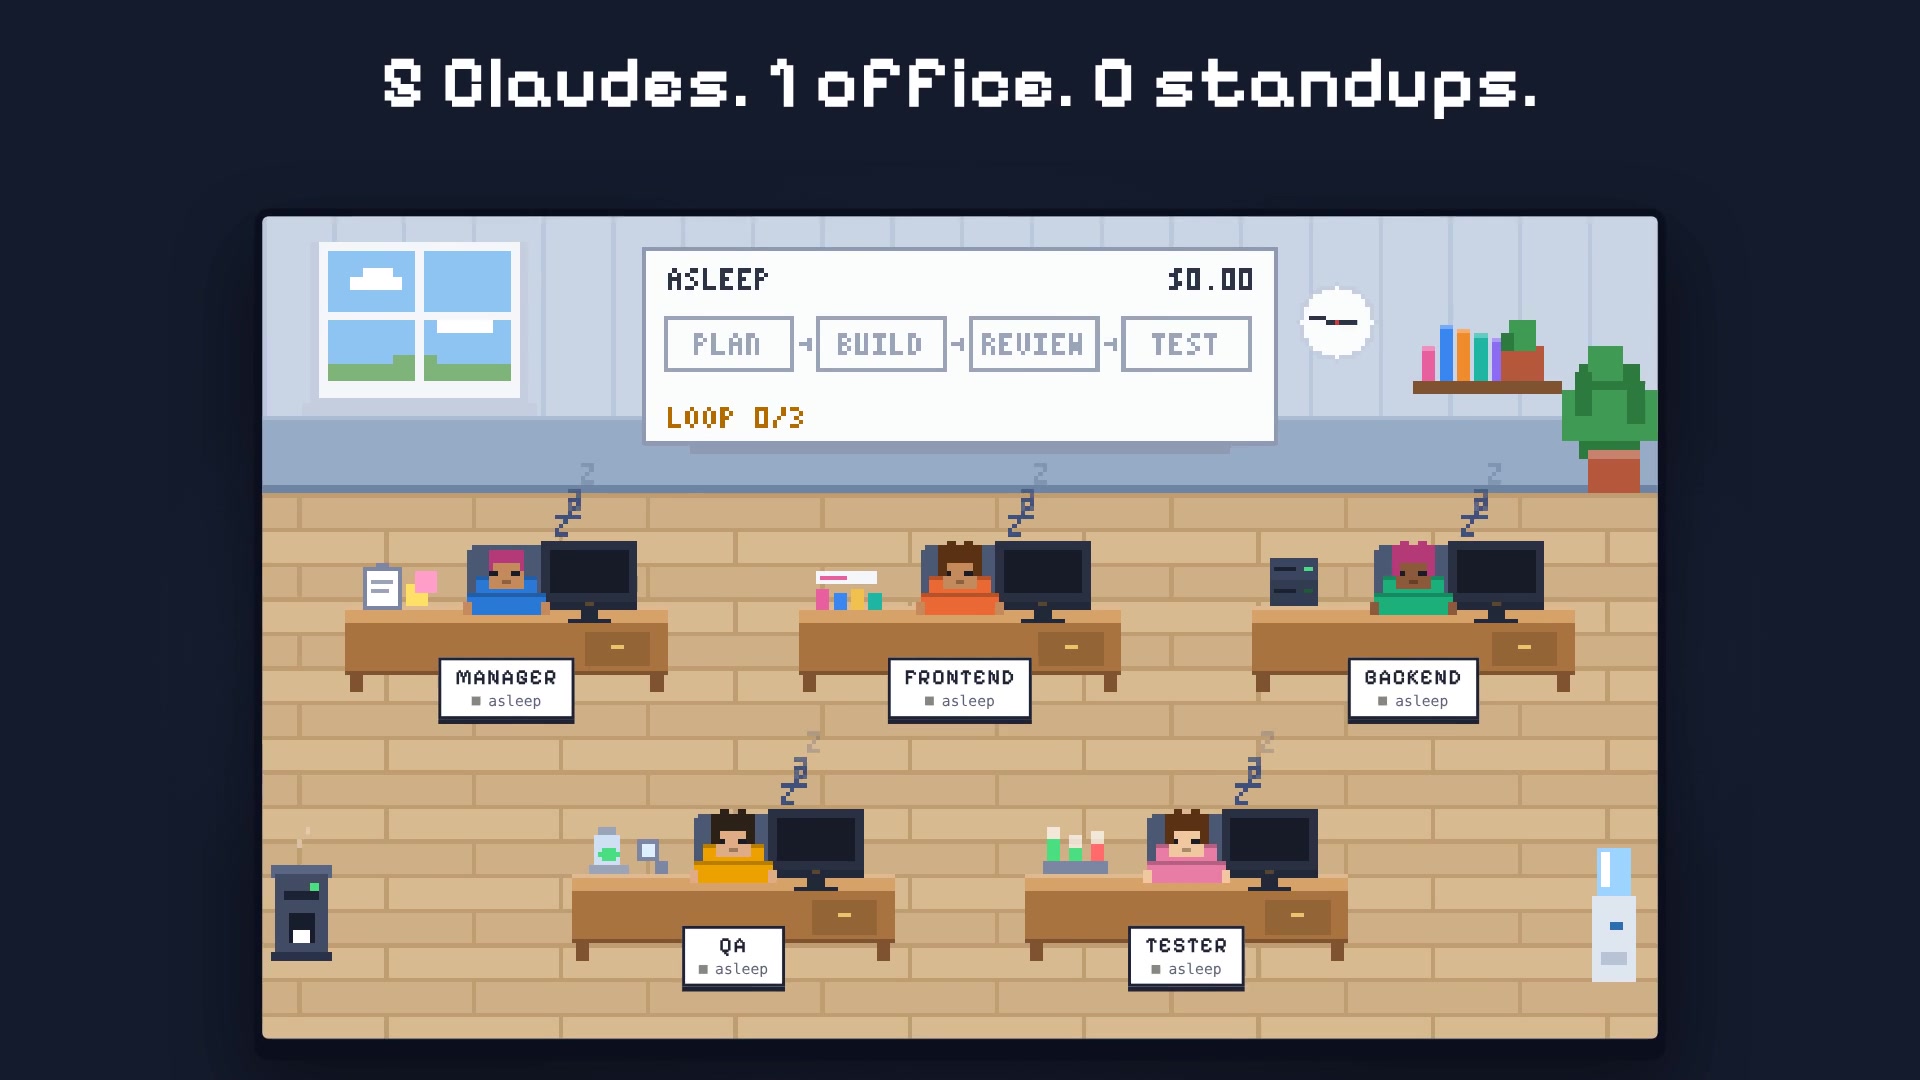 8 Claudes. 1 office. 0 standups.
ASLEEP
$0.00
PLAN
BUILD
REVIEW
TEST
LOOP 0/3
z
z
z
z
z
z
z
z
z
MANAGER
asleep
FRONTEND
asleep
BACKEND
asleep
z
z
z
z
z
z
QA
asleep
TESTER
asleep